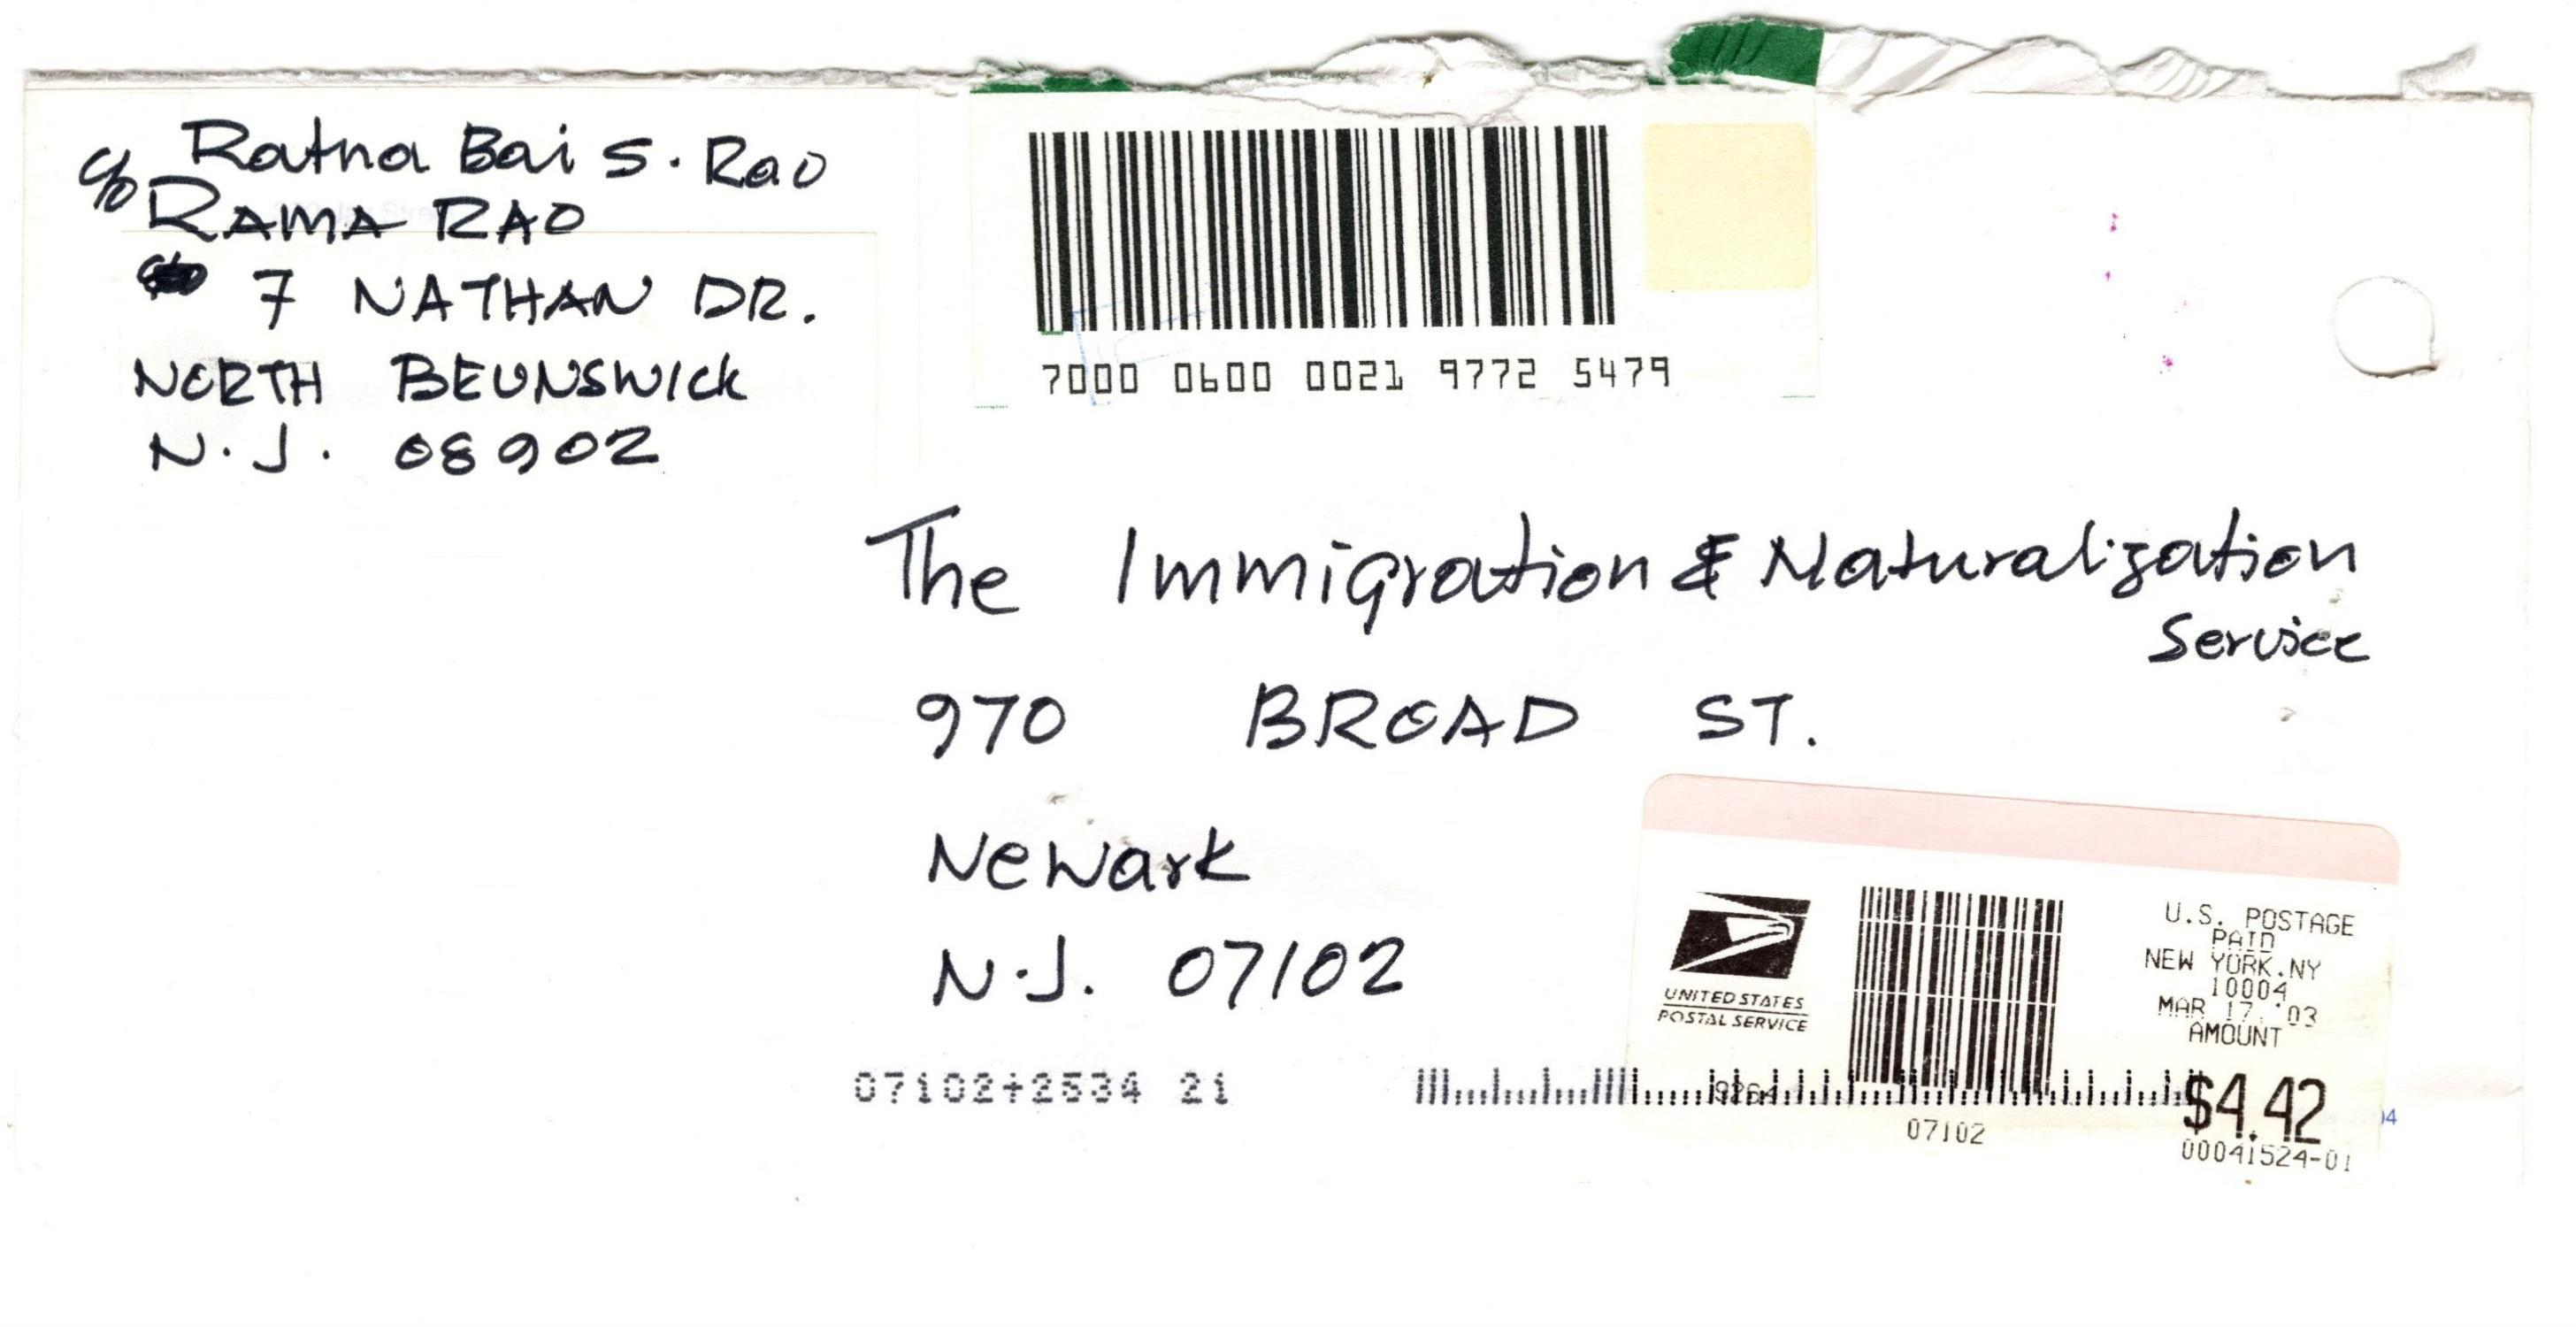 Ratna Bai S. Rao
c/o RAMA RAO
7 NATHAN DR.
NORTH BRUNSWICK
N.J. 08902
7000 0600 0021 9772 5479
The Immigration & Naturalization
Service
970 BROAD ST.
Newark
N.J. 07102
UNITED STATES
POSTAL SERVICE
U.S. POSTAGE
PAID
NEW YORK.NY
10004
MAR 17.'03
AMOUNT
$4.42
00041524-01
07102
07102+2534 21